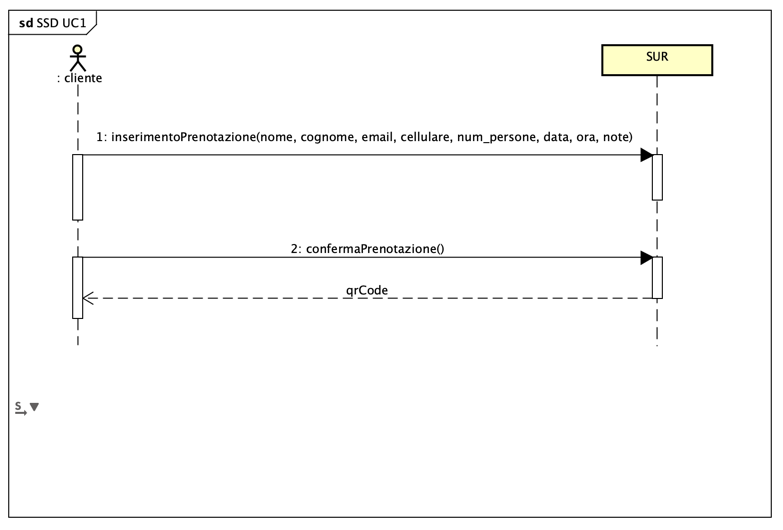 sd SSD UC1
: cliente
SUR
1: inserimentoPrenotazione(nome, cognome, email, cellulare, num_persone, data, ora, note)
2: confermaPrenotazione()
qrCode
S